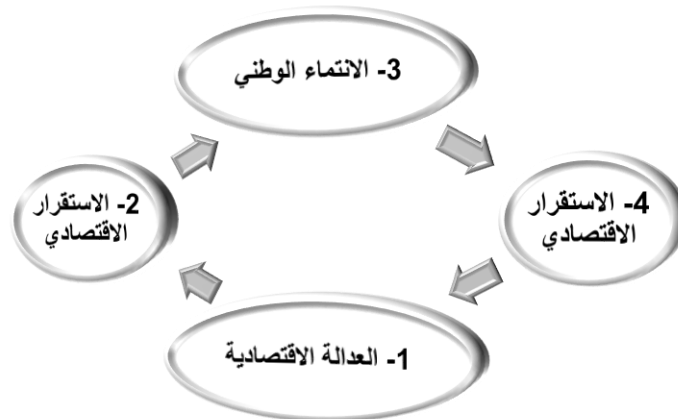 3- الانتماء الوطني
4- الاستقرار
الاقتصادي
2- الاستقرار
الاقتصادي
1- العدالة الاقتصادية